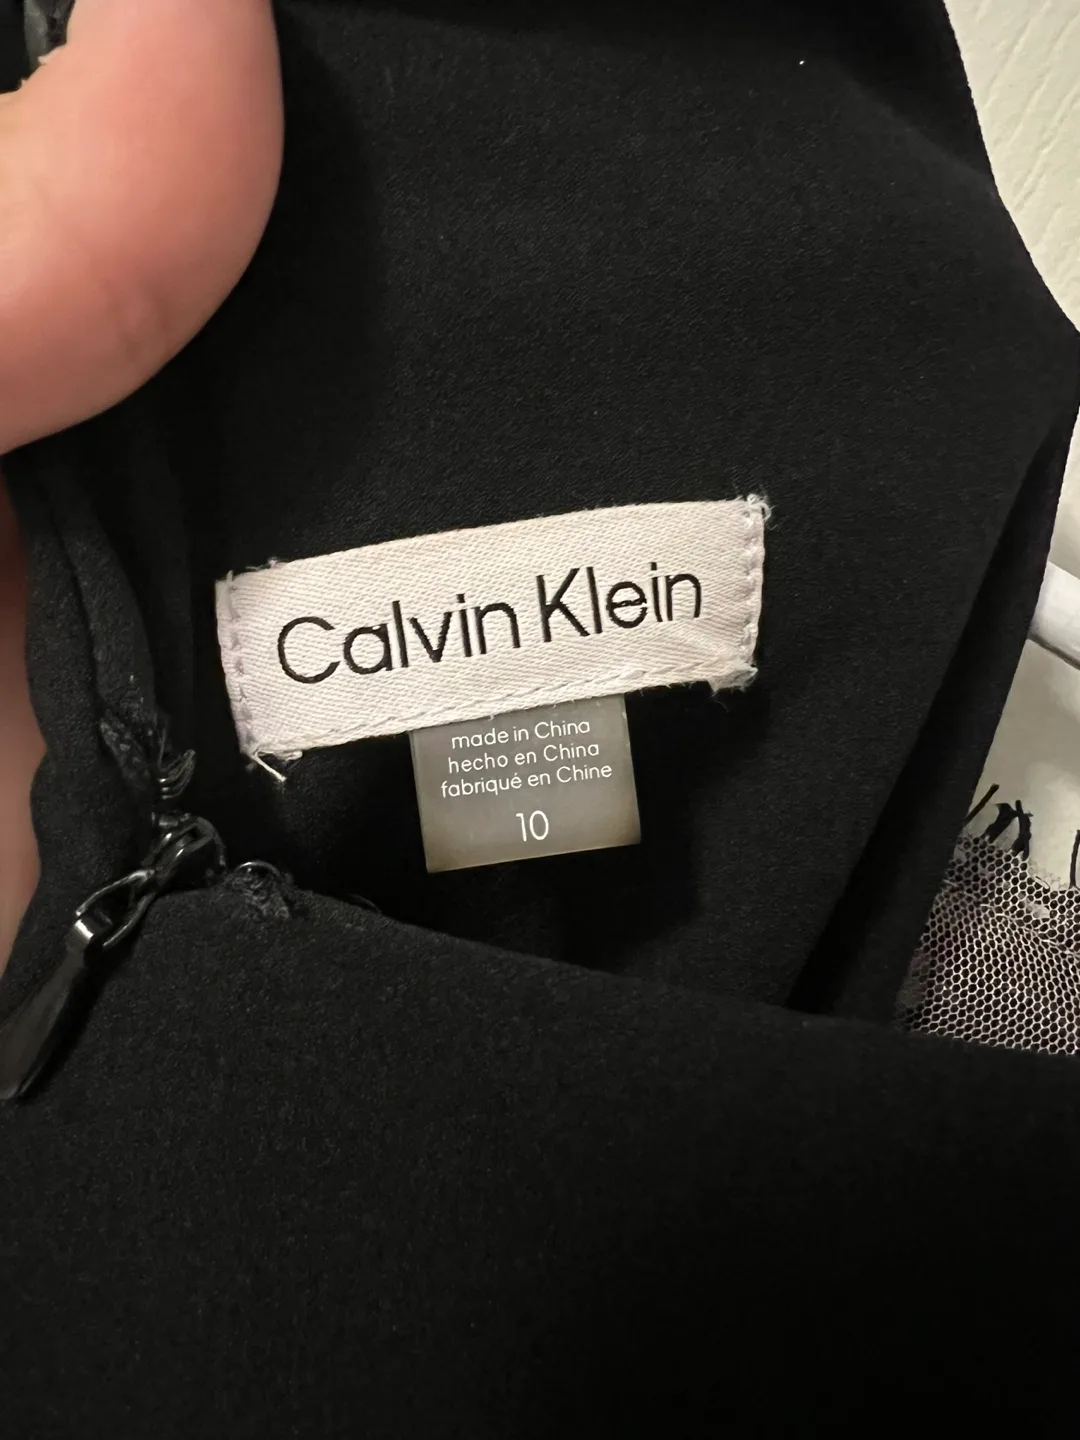 Calvin Klein
made in China
hecho en China
fabriqué en Chine
10